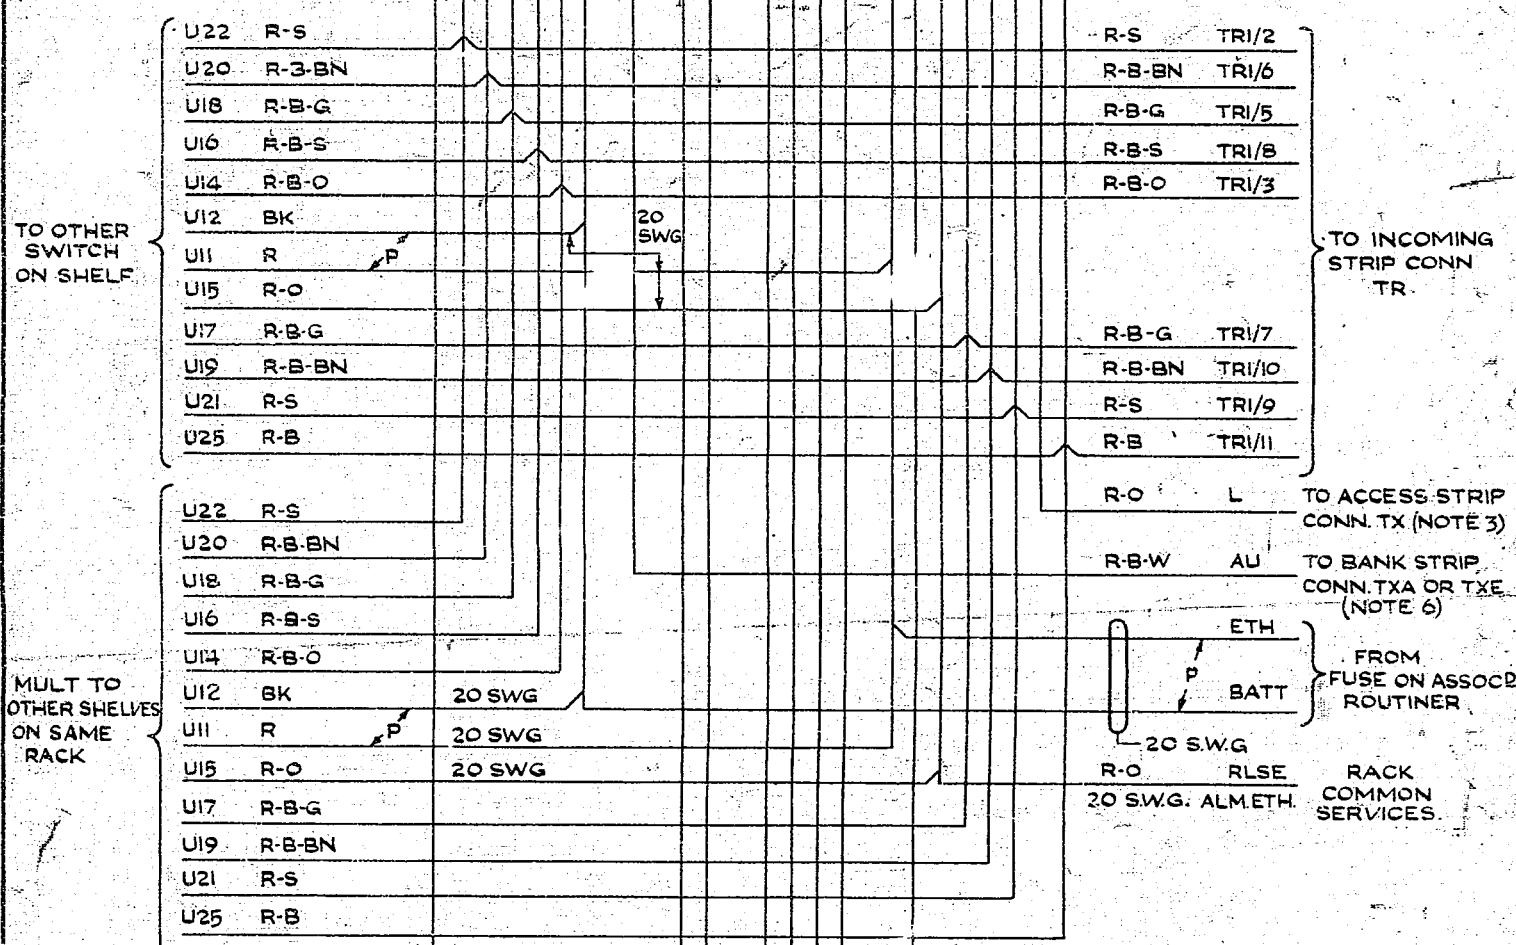 U22 R-S R-S TR1/2
U20 R-3-BN R-B-BN TR1/6
U18 R-B-G R-B-G TR1/5
U16 R-B-S R-B-S TR1/8
U14 R-B-O R-B-O TR1/3
U12 BK 20 SWG
U11 R P
U15 R-O
TO OTHER
SWITCH
ON SHELF
TO INCOMING
STRIP CONN
TR.
U17 R-B-G R-B-G TR1/7
U19 R-B-BN R-B-BN TR1/10
U21 R-S R-S TR1/9
U25 R-B R-B TR1/11
R-O L TO ACCESS STRIP
CONN. TX (NOTE 3)
R-B-W AU TO BANK STRIP
CONN. TXA OR TXE
(NOTE 6)
U22 R-S
U20 R-B-BN
U18 R-B-G
U16 R-B-S
U14 R-B-O
U12 BK 20 SWG
U11 R P 20 SWG
U15 R-O 20 SWG
U17 R-B-G
U19 R-B-BN
U21 R-S
U25 R-B
MULT TO
OTHER SHELVES
ON SAME
RACK
ETH
P
BATT
FROM
FUSE ON ASSOCD
ROUTINER
20 S.W.G
R-O RLSE
20 S.W.G. ALM.ETH.
RACK
COMMON
SERVICES.